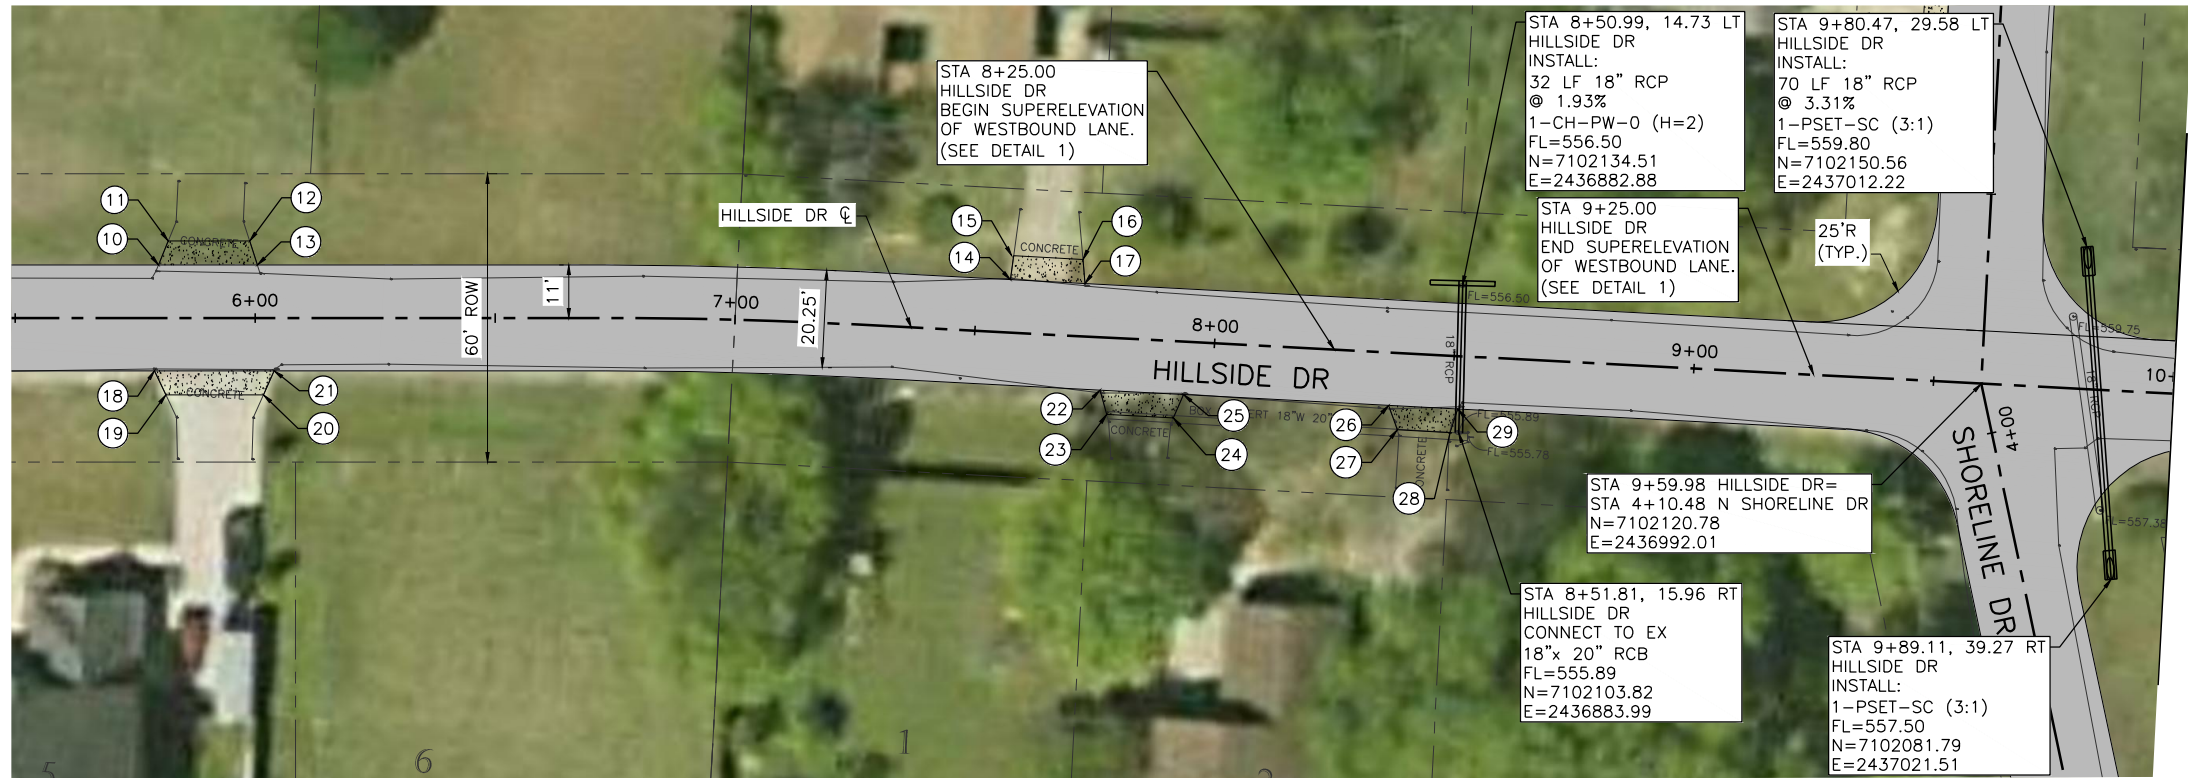 STA 8+25.00
HILLSIDE DR
BEGIN SUPERELEVATION
OF WESTBOUND LANE.
(SEE DETAIL 1)
STA 8+50.99, 14.73 LT
HILLSIDE DR
INSTALL:
32 LF 18" RCP
@ 1.93%
1-CH-PW-0 (H=2)
FL=556.50
N=7102134.51
E=2436882.88
STA 9+80.47, 29.58 LT
HILLSIDE DR
INSTALL:
70 LF 18" RCP
@ 3.31%
1-PSET-SC (3:1)
FL=559.80
N=7102150.56
E=2437012.22
STA 9+25.00
HILLSIDE DR
END SUPERELEVATION
OF WESTBOUND LANE.
(SEE DETAIL 1)
25'R
(TYP.)
HILLSIDE DR ℄
11
12
10
13
CONCRETE
15
16
14
17
CONCRETE
6+00
7+00
8+00
9+00
10+
11'
20.25'
60' ROW
HILLSIDE DR
FL=556.50
18" RCP
FL=559.75
18" RCP
FL=557.38
18
19
20
21
CONCRETE
22
23
24
25
CONCRETE
18"W 20"
26
27
28
29
FL=555.89
FL=555.78
4+00
SHORELINE DR
STA 9+59.98 HILLSIDE DR=
STA 4+10.48 N SHORELINE DR
N=7102120.78
E=2436992.01
STA 8+51.81, 15.96 RT
HILLSIDE DR
CONNECT TO EX
18"x 20" RCB
FL=555.89
N=7102103.82
E=2436883.99
STA 9+89.11, 39.27 RT
HILLSIDE DR
INSTALL:
1-PSET-SC (3:1)
FL=557.50
N=7102081.79
E=2437021.51
5
6
1
2